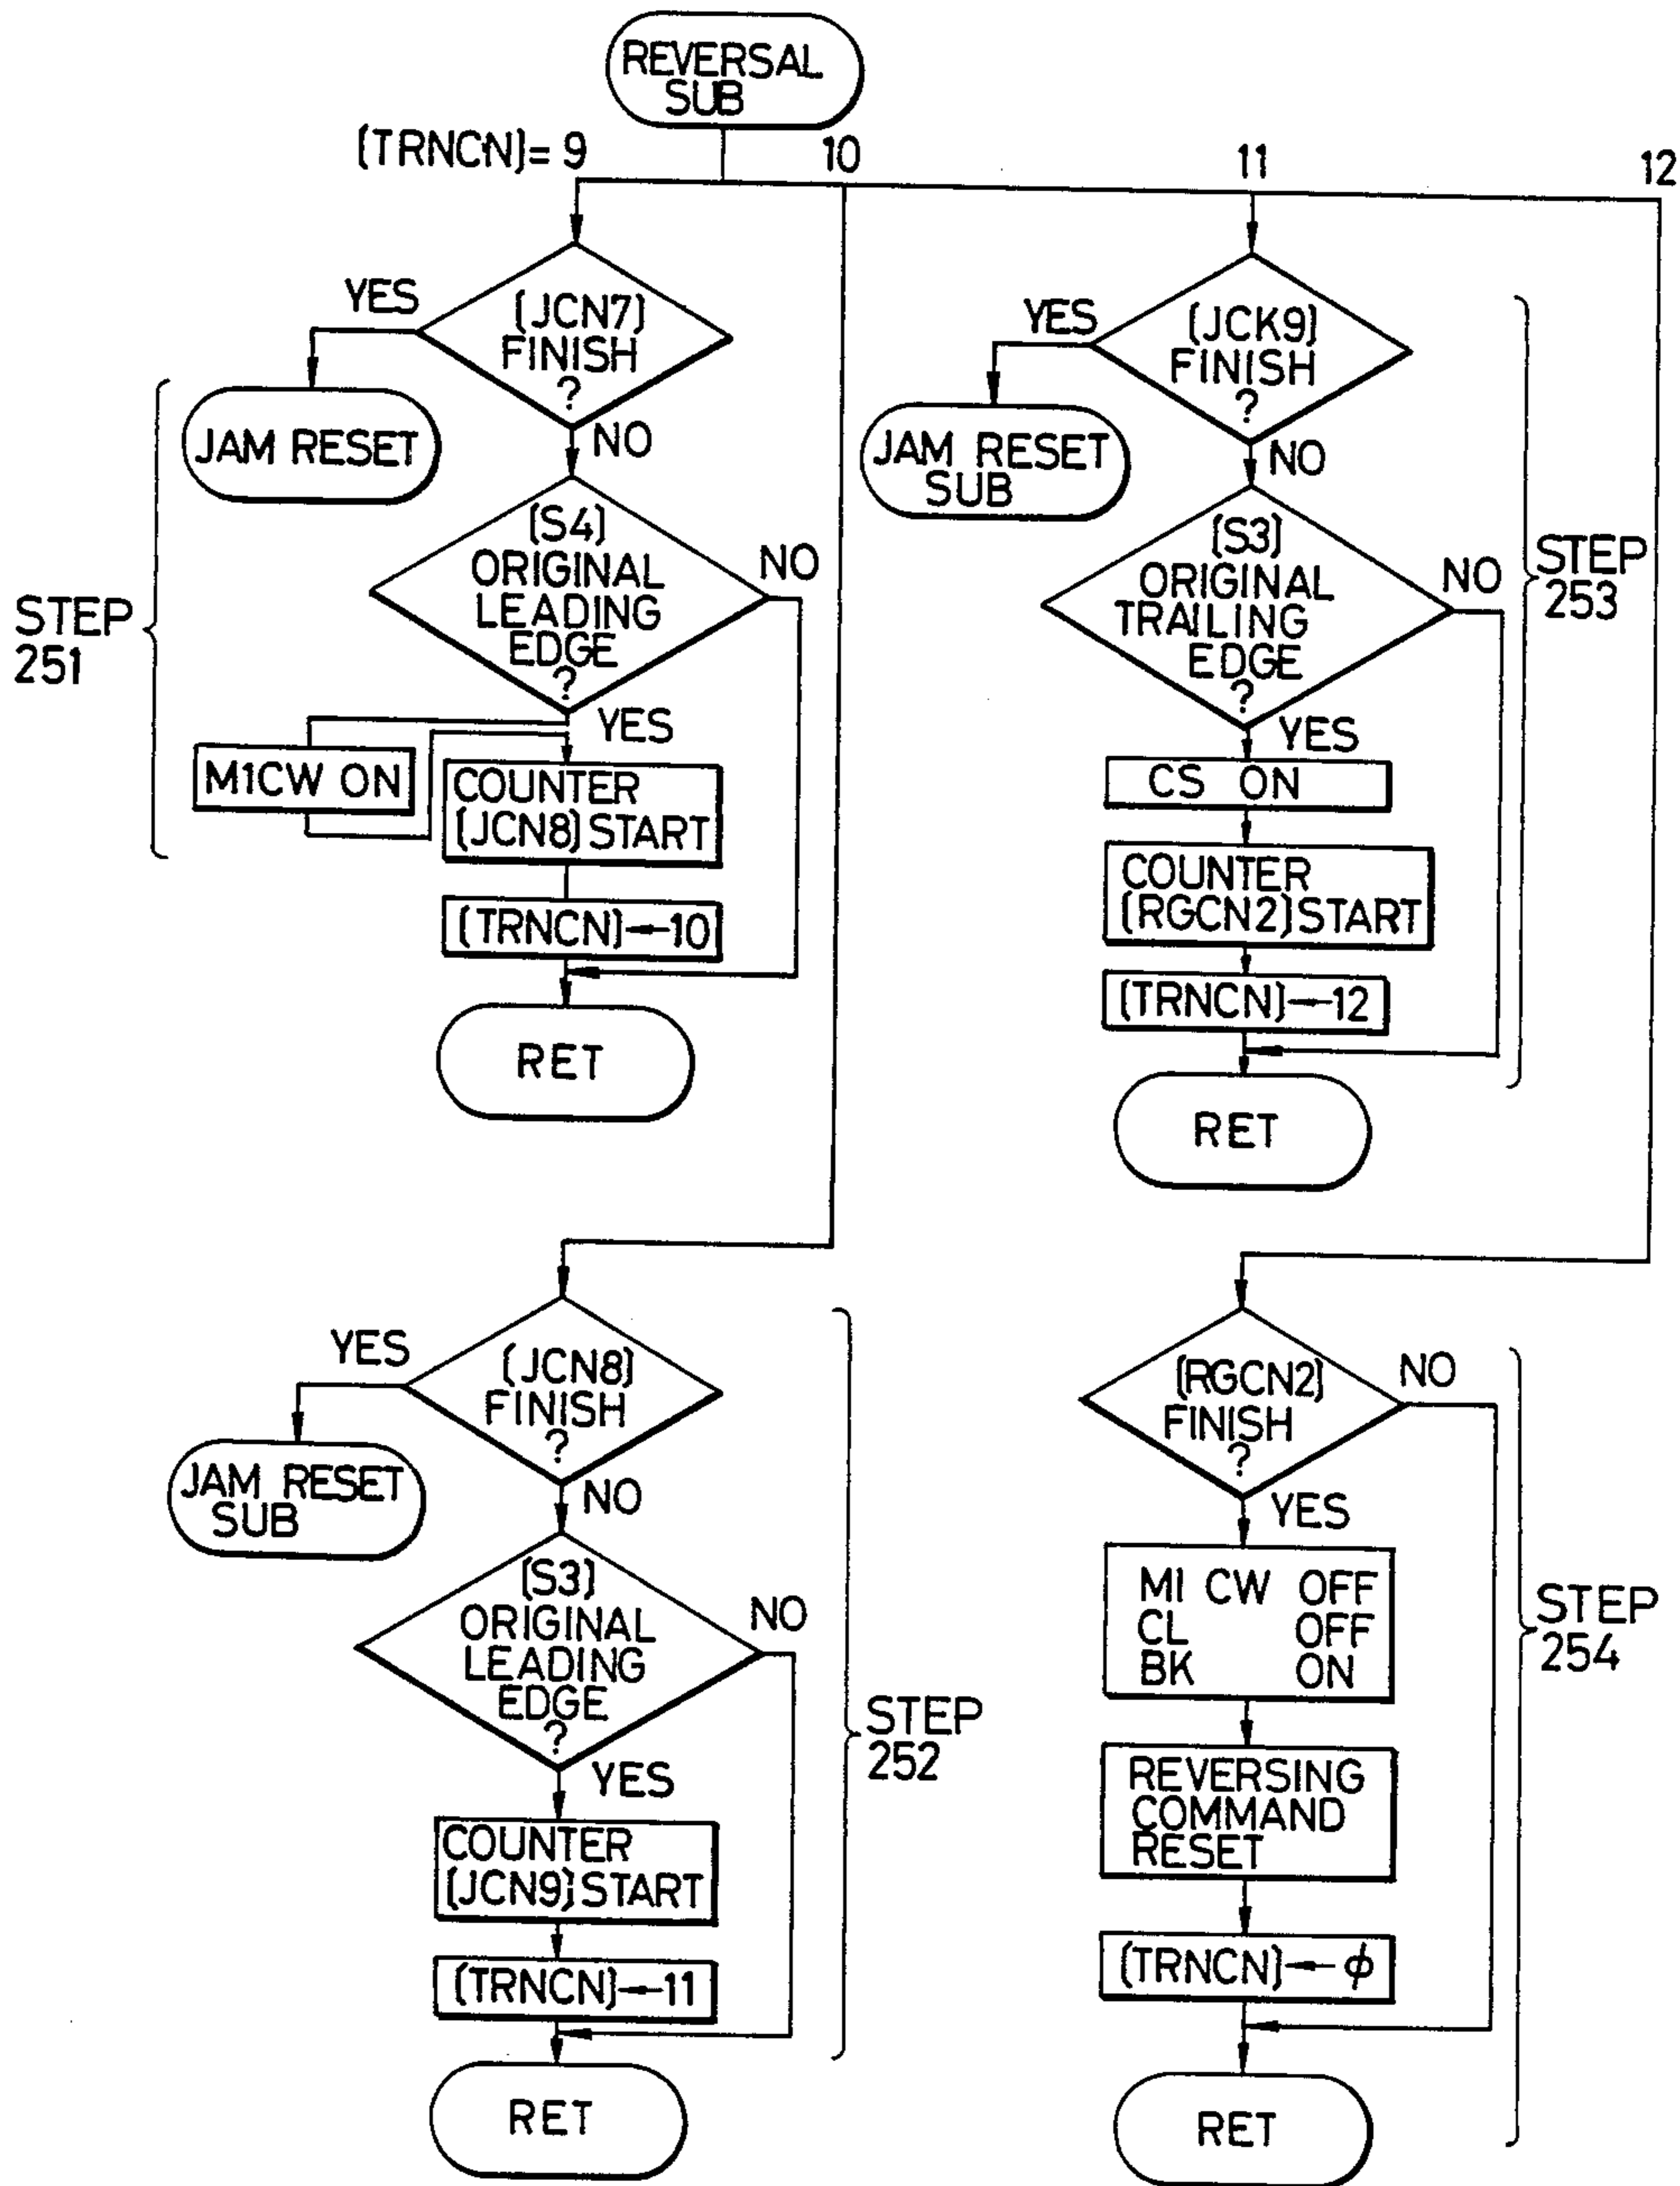 REVERSAL
SUB
[TRNCN]= 9
10
11
12
YES
[JCN7]
FINISH
?
JAM RESET
NO
[S4]
ORIGINAL
LEADING
EDGE
?
NO
STEP
251
YES
M1CW ON
COUNTER
[JCN8] START
[TRNCN]←10
RET
YES
[JCK9]
FINISH
?
JAM RESET
SUB
NO
[S3]
ORIGINAL
TRAILING
EDGE
?
NO
STEP
253
YES
CS ON
COUNTER
[RGCN2] START
[TRNCN]←12
RET
YES
[JCN8]
FINISH
?
JAM RESET
SUB
NO
[S3]
ORIGINAL
LEADING
EDGE
?
NO
STEP
252
YES
COUNTER
[JCN9] START
[TRNCN]←11
RET
[RGCN2]
FINISH
?
NO
YES
MI CW OFF
CL OFF
BK ON
STEP
254
REVERSING
COMMAND
RESET
[TRNCN]←ϕ
RET